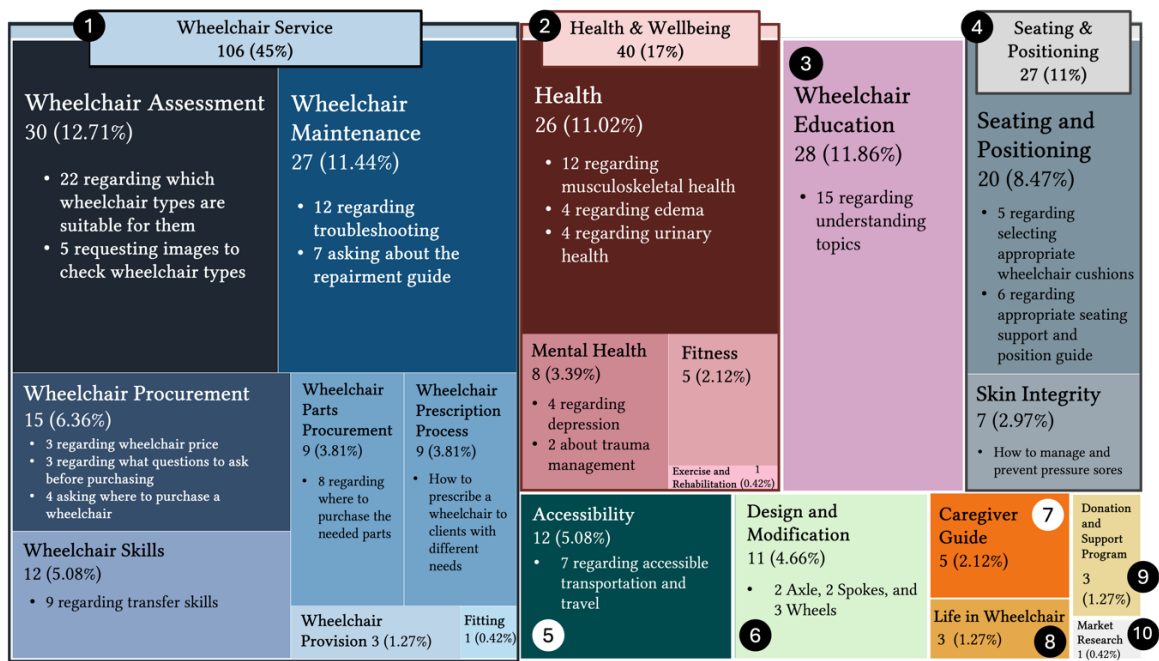 1
Wheelchair Service
106 (45%)
Wheelchair Assessment
30 (12.71%)
• 22 regarding which
wheelchair types are
suitable for them
• 5 requesting images to
check wheelchair types
Wheelchair
Maintenance
27 (11.44%)
• 12 regarding
troubleshooting
• 7 asking about the
repairment guide
Wheelchair Procurement
15 (6.36%)
• 3 regarding wheelchair price
• 3 regarding what questions to ask
before purchasing
• 4 asking where to purchase a
wheelchair
Wheelchair Skills
12 (5.08%)
• 9 regarding transfer skills
Wheelchair
Parts
Procurement
9 (3.81%)
• 8 regarding
where to
purchase the
needed parts
Wheelchair
Prescription
Process
9 (3.81%)
• How to
prescribe a
wheelchair to
clients with
different
needs
Wheelchair
Provision 3 (1.27%)
Fitting
1 (0.42%)
2
Health & Wellbeing
40 (17%)
Health
26 (11.02%)
• 12 regarding
musculoskeletal health
• 4 regarding edema
• 4 regarding urinary
health
Mental Health
8 (3.39%)
• 4 regarding
depression
• 2 about trauma
management
Fitness
5 (2.12%)
Exercise and
Rehabilitation
1
(0.42%)
3
Wheelchair
Education
28 (11.86%)
• 15 regarding
understanding
topics
4
Seating &
Positioning
27 (11%)
Seating and
Positioning
20 (8.47%)
• 5 regarding
selecting
appropriate
wheelchair cushions
• 6 regarding
appropriate seating
support and
position guide
Skin Integrity
7 (2.97%)
• How to manage and
prevent pressure sores
Accessibility
12 (5.08%)
• 7 regarding accessible
transportation and
travel
5
Design and
Modification
11 (4.66%)
• 2 Axle, 2 Spokes, and
3 Wheels
6
Caregiver
Guide
5 (2.12%)
7
Life in Wheelchair
3 (1.27%)
8
Donation
and
Support
Program
3
(1.27%)
9
Market
Research
1 (0.42%)
10